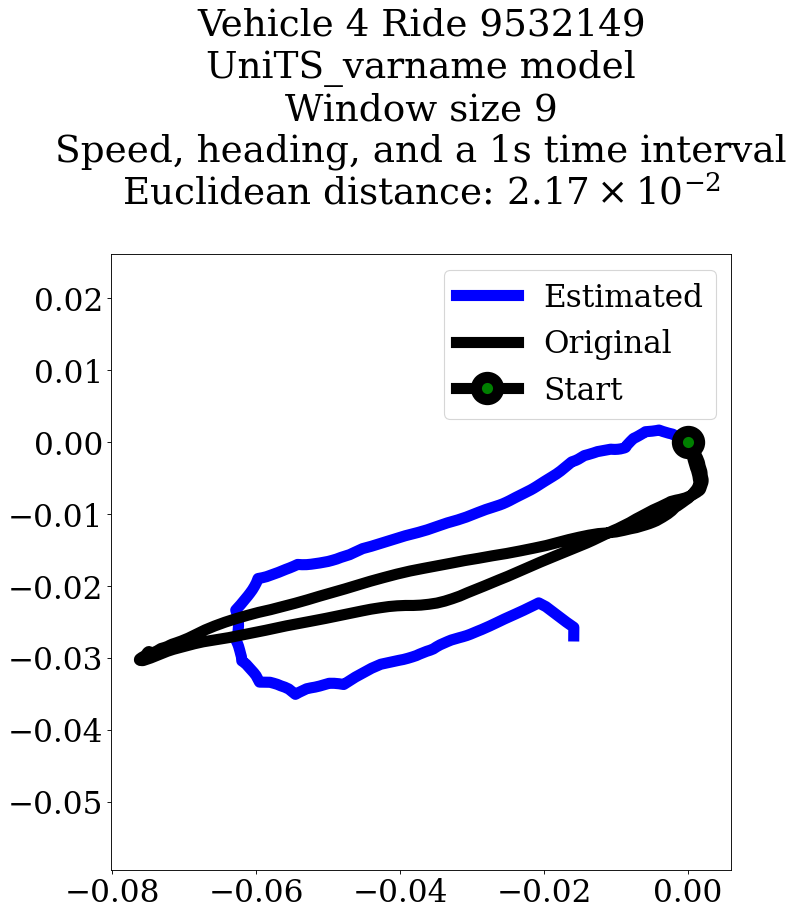 Vehicle 4 Ride 9532149
UniTS_varname model
Window size 9
Speed, heading, and a 1s time interval
Euclidean distance: 2.17 × 10⁻²
Estimated
Original
Start
0.02
0.01
0.00
−0.01
−0.02
−0.03
−0.04
−0.05
−0.08 −0.06 −0.04 −0.02 0.00